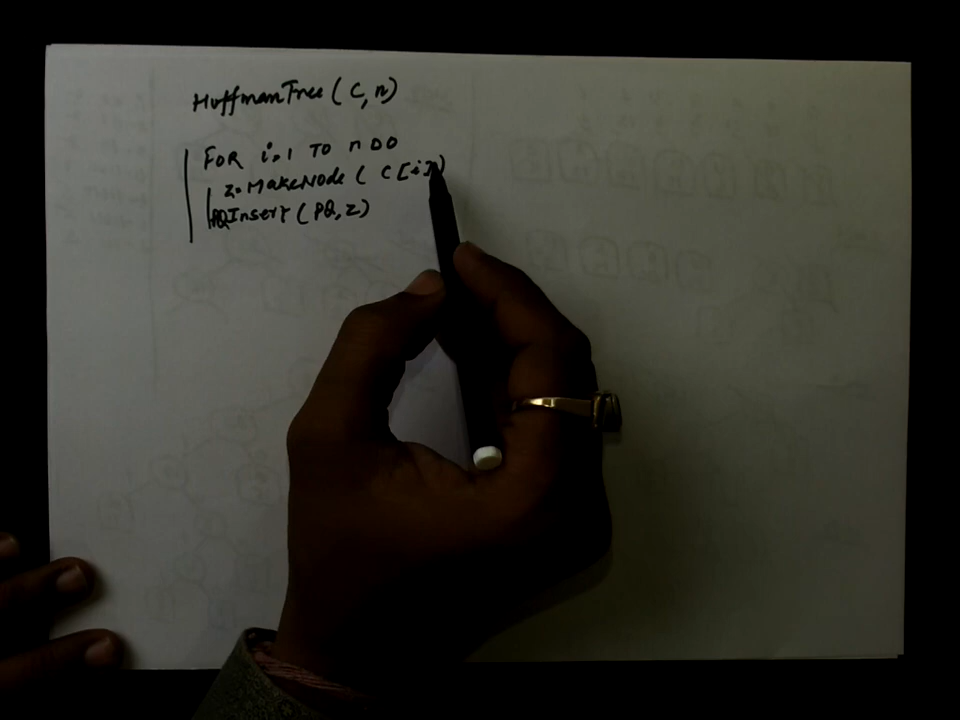 HuffmanTree (C, n)
FOR i=1 TO n DO
z=MakeNode ( C[i])
PQInsert (PQ, z)